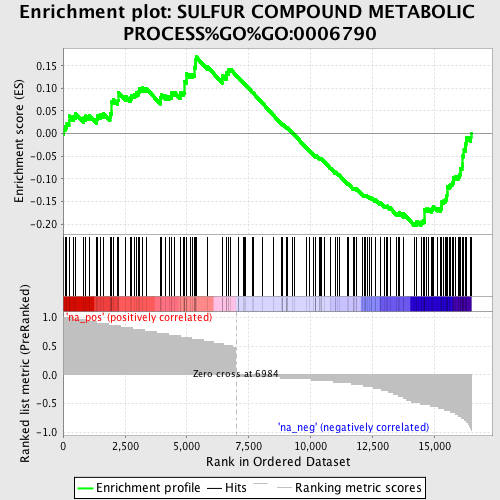 Enrichment plot: SULFUR COMPOUND METABOLIC
PROCESS%GO%GO:0006790
Enrichment score (ES)
0.15
0.10
0.05
0.00
-0.05
-0.10
-0.15
-0.20
Ranked list metric (PreRanked)
1.0
0.5
0.0
-0.5
-1.0
'na_pos' (positively correlated)
Zero cross at 6984
'na_neg' (negatively correlated)
0
2,500
5,000
7,500
10,000
12,500
15,000
Rank in Ordered Dataset
Enrichment profile
Hits
Ranking metric scores